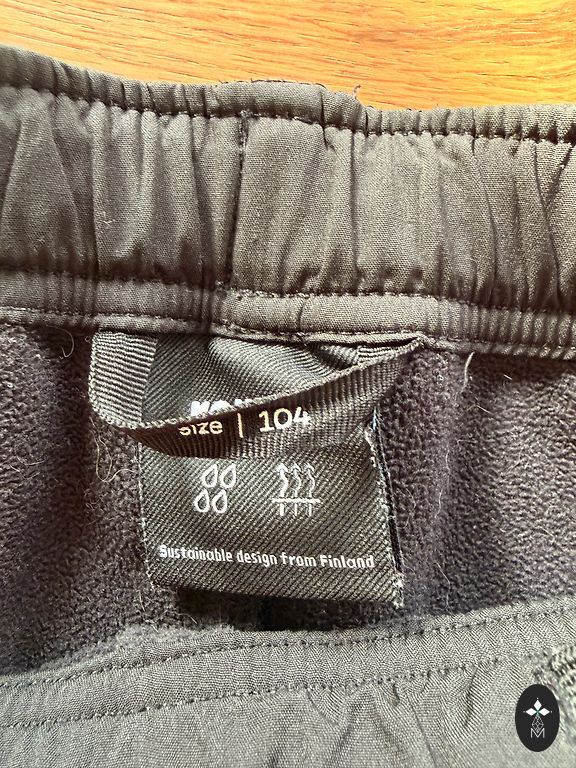 size | 104
Sustainable design from Finland
M